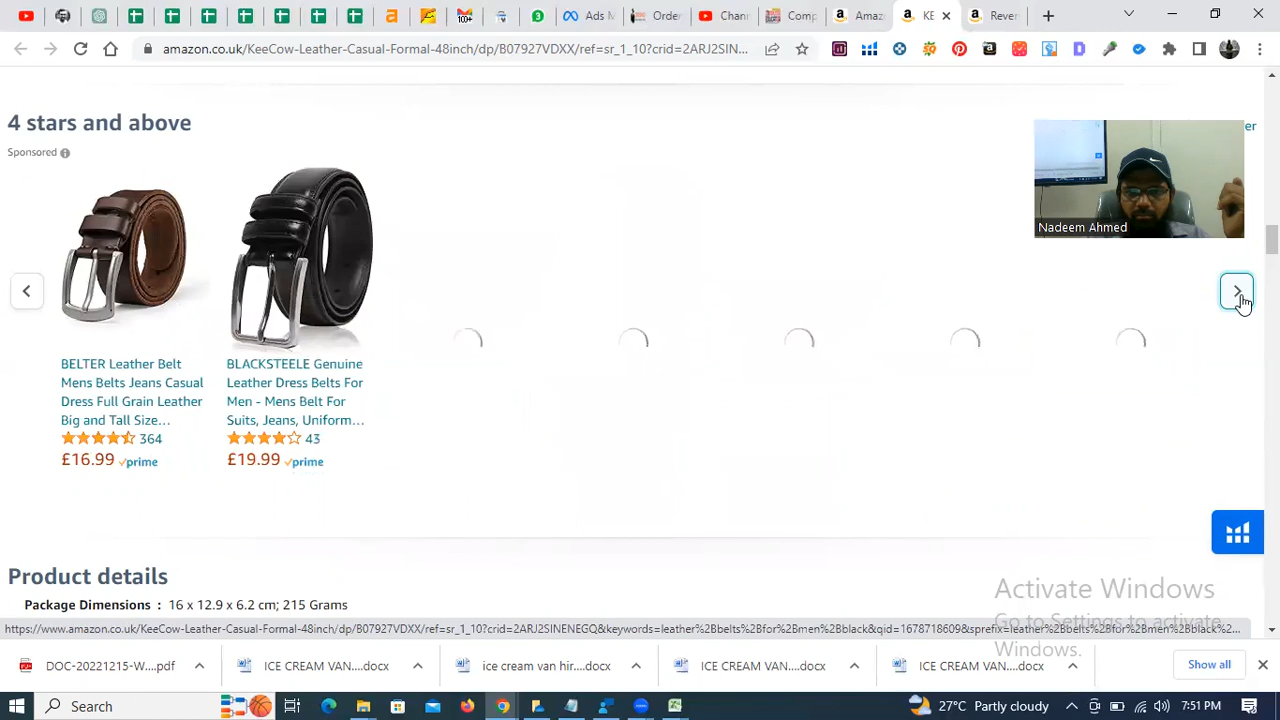 100+
3
Ads M
Order
Chan
Comp
Amaz
KE
Rever
amazon.co.uk/KeeCow-Leather-Casual-Formal-48inch/dp/B07927VDXX/ref=sr_1_10?crid=2ARJ2SIN...
4 stars and above
Sponsored
er
Nadeem Ahmed
BELTER Leather Belt
Mens Belts Jeans Casual
Dress Full Grain Leather
Big and Tall Size...
364
£16.99 prime
BLACKSTEELE Genuine
Leather Dress Belts For
Men - Mens Belt For
Suits, Jeans, Uniform...
43
£19.99 prime
Product details
Package Dimensions : 16 x 12.9 x 6.2 cm; 215 Grams
Activate Windows
Go to Settings to activate
Windows.
https://www.amazon.co.uk/KeeCow-Leather-Casual-Formal-48inch/dp/B07927VDXX/ref=sr_1_10?crid=2ARJ2SINENEGQ&keywords=leather%2Bbelts%2Bfor%2Bmen%2Bblack&qid=1678718609&sprefix=leather%2Bbelts%2Bfor%2Bmen%2Bblack%2...
DOC-20221215-W....pdf
ICE CREAM VAN....docx
ice cream van hir....docx
ICE CREAM VAN....docx
ICE CREAM VAN....docx
Show all
Search
27°C Partly cloudy
7:51 PM